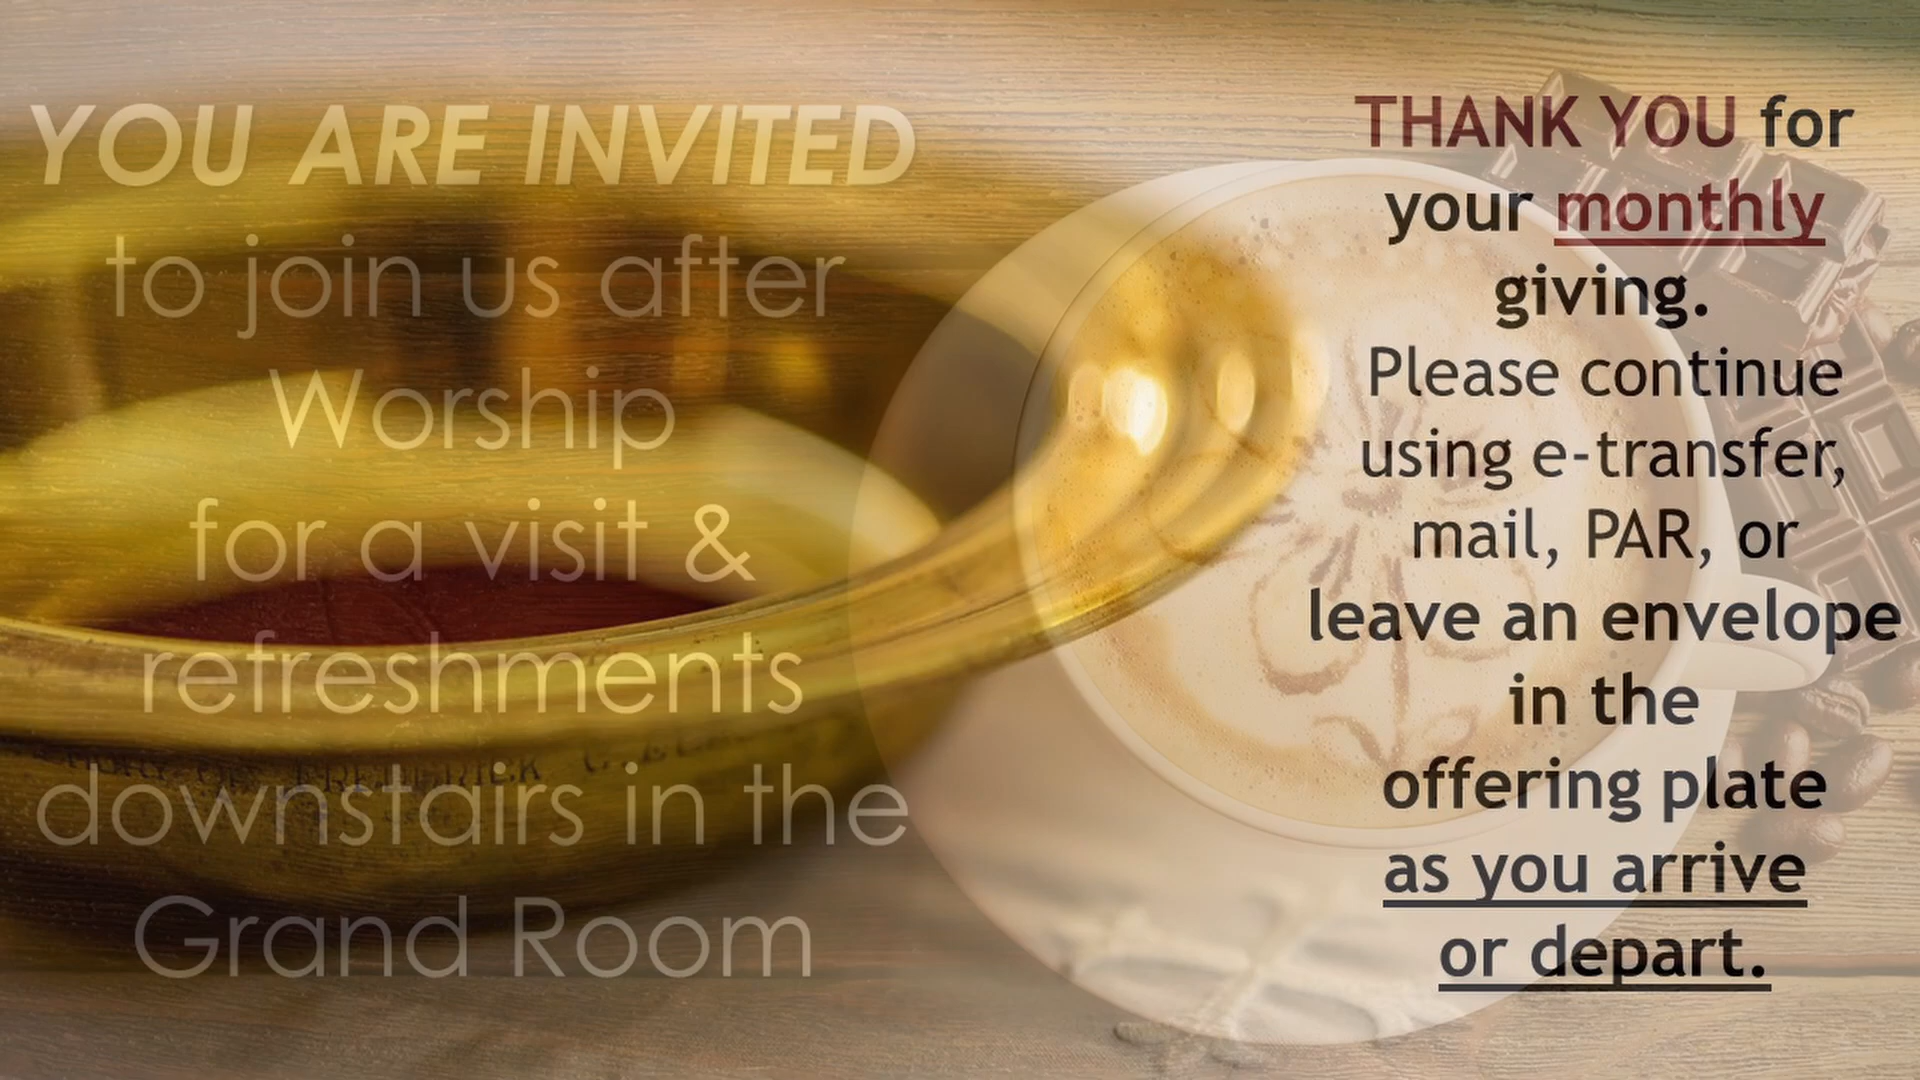 YOU ARE INVITED
to join us after
Worship
for a visit &
refreshments
downstairs in the
Grand Room
THANK YOU for
your monthly
giving.
Please continue
using e-transfer,
mail, PAR, or
leave an envelope
in the
offering plate
as you arrive
or depart.
FREDERICK